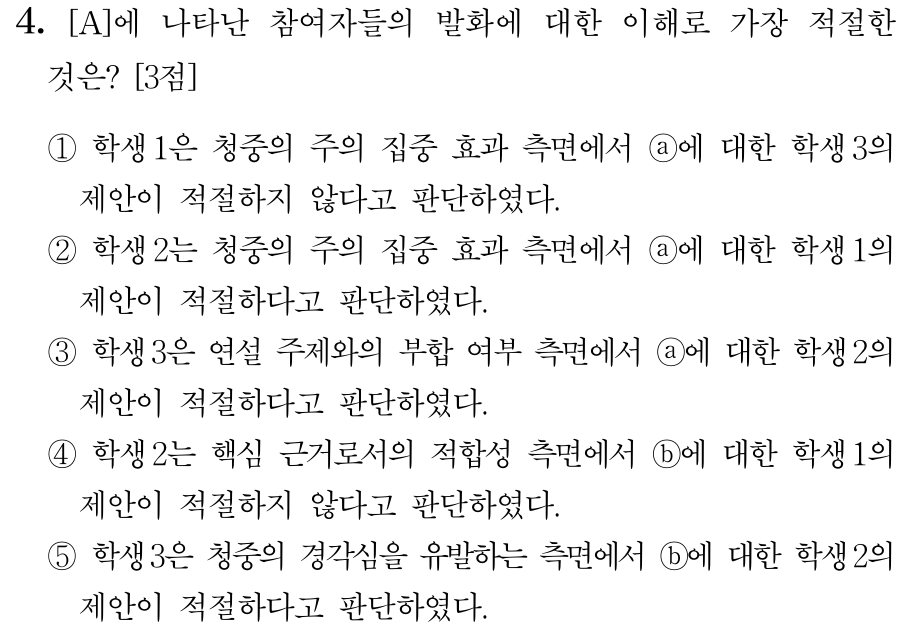 4. [A]에 나타난 참여자들의 발화에 대한 이해로 가장 적절한
것은? [3점]
① 학생 1은 청중의 주의 집중 효과 측면에서 ⓐ에 대한 학생 3의
제안이 적절하지 않다고 판단하였다.
② 학생 2는 청중의 주의 집중 효과 측면에서 ⓐ에 대한 학생 1의
제안이 적절하다고 판단하였다.
③ 학생 3은 연설 주제와의 부합 여부 측면에서 ⓐ에 대한 학생 2의
제안이 적절하다고 판단하였다.
④ 학생 2는 핵심 근거로서의 적합성 측면에서 ⓑ에 대한 학생 1의
제안이 적절하지 않다고 판단하였다.
⑤ 학생 3은 청중의 경각심을 유발하는 측면에서 ⓑ에 대한 학생 2의
제안이 적절하다고 판단하였다.